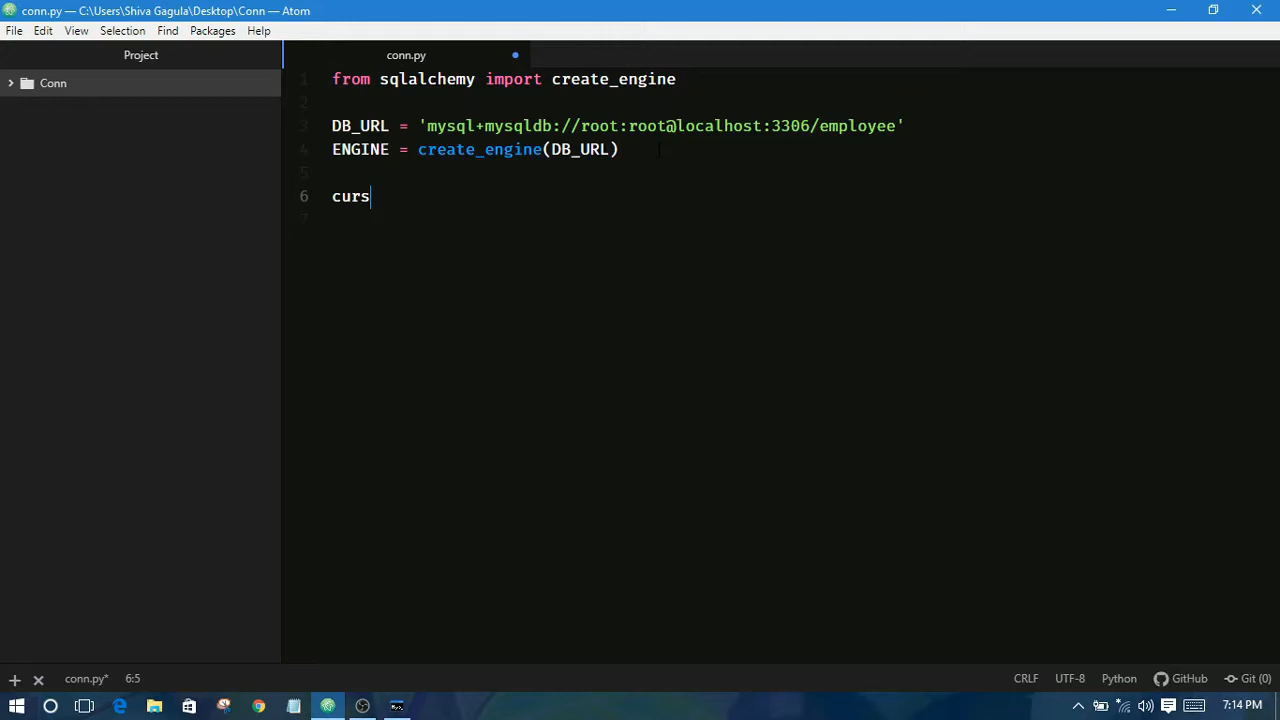 conn.py — C:\Users\Shiva Gagula\Desktop\Conn — Atom
File Edit View Selection Find Packages Help
Project
conn.py
Conn
1 from sqlalchemy import create_engine
2
3 DB_URL = 'mysql+mysqldb://root:root@localhost:3306/employee'
4 ENGINE = create_engine(DB_URL)
5
6 curs
7
conn.py* 6:5 CRLF UTF-8 Python GitHub Git (0)
7:14 PM